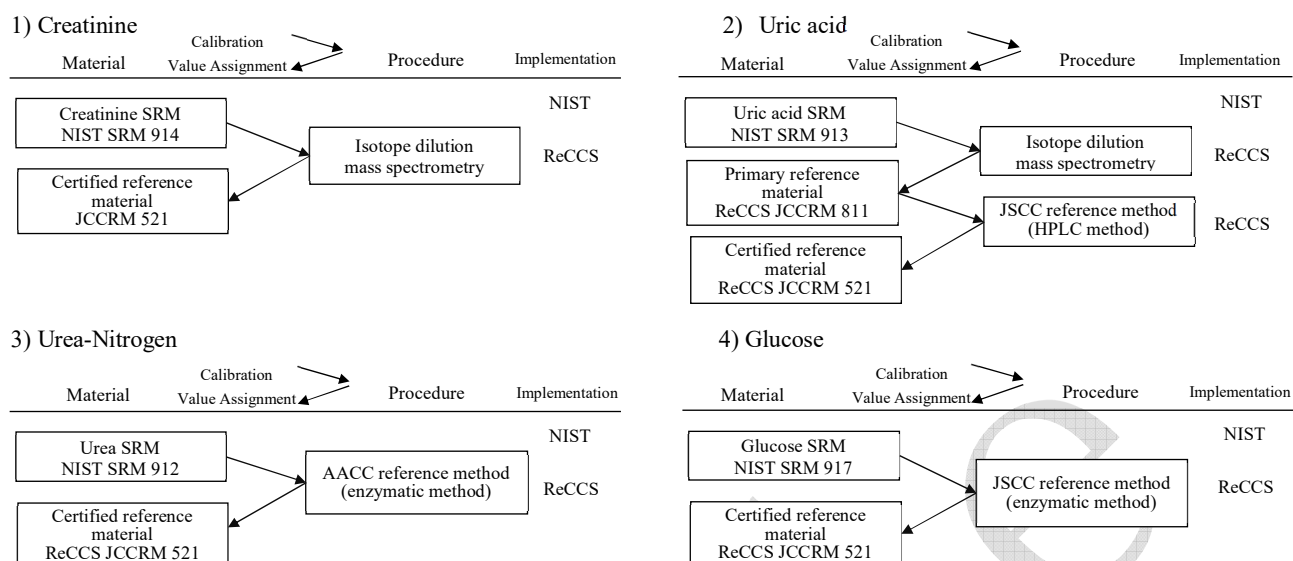 1) Creatinine
Calibration
Material Value Assignment Procedure Implementation
Creatinine SRM
NIST SRM 914
NIST
Isotope dilution
mass spectrometry
ReCCS
Certified reference
material
JCCRM 521
2) Uric acid
Calibration
Material Value Assignment Procedure Implementation
Uric acid SRM
NIST SRM 913
NIST
Isotope dilution
mass spectrometry
ReCCS
Primary reference
material
ReCCS JCCRM 811
JSCC reference method
(HPLC method)
ReCCS
Certified reference
material
ReCCS JCCRM 521
3) Urea-Nitrogen
Calibration
Material Value Assignment Procedure Implementation
Urea SRM
NIST SRM 912
NIST
AACC reference method
(enzymatic method)
ReCCS
Certified reference
material
ReCCS JCCRM 521
4) Glucose
Calibration
Material Value Assignment Procedure Implementation
Glucose SRM
NIST SRM 917
NIST
JSCC reference method
(enzymatic method)
ReCCS
Certified reference
material
ReCCS JCCRM 521